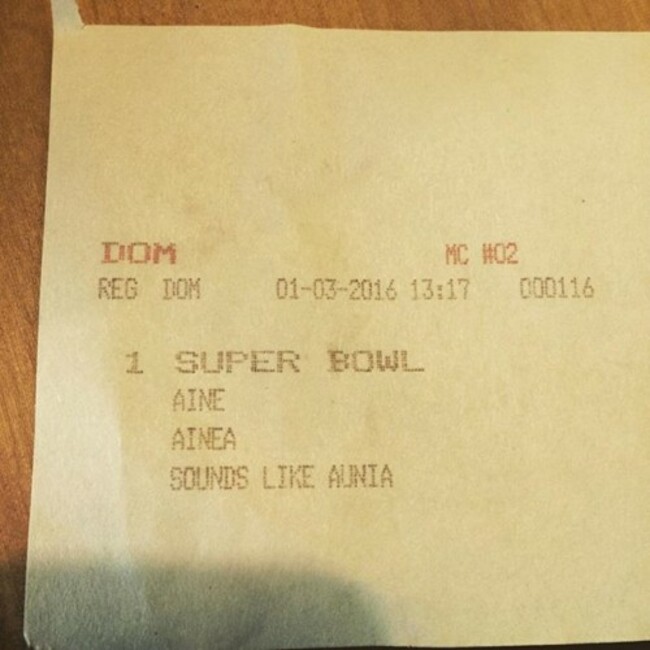 DOM MC #02
REG DOM 01-03-2016 13:17 000116
1 SUPER BOWL
AINE
AINEA
SOUNDS LIKE AUNIA